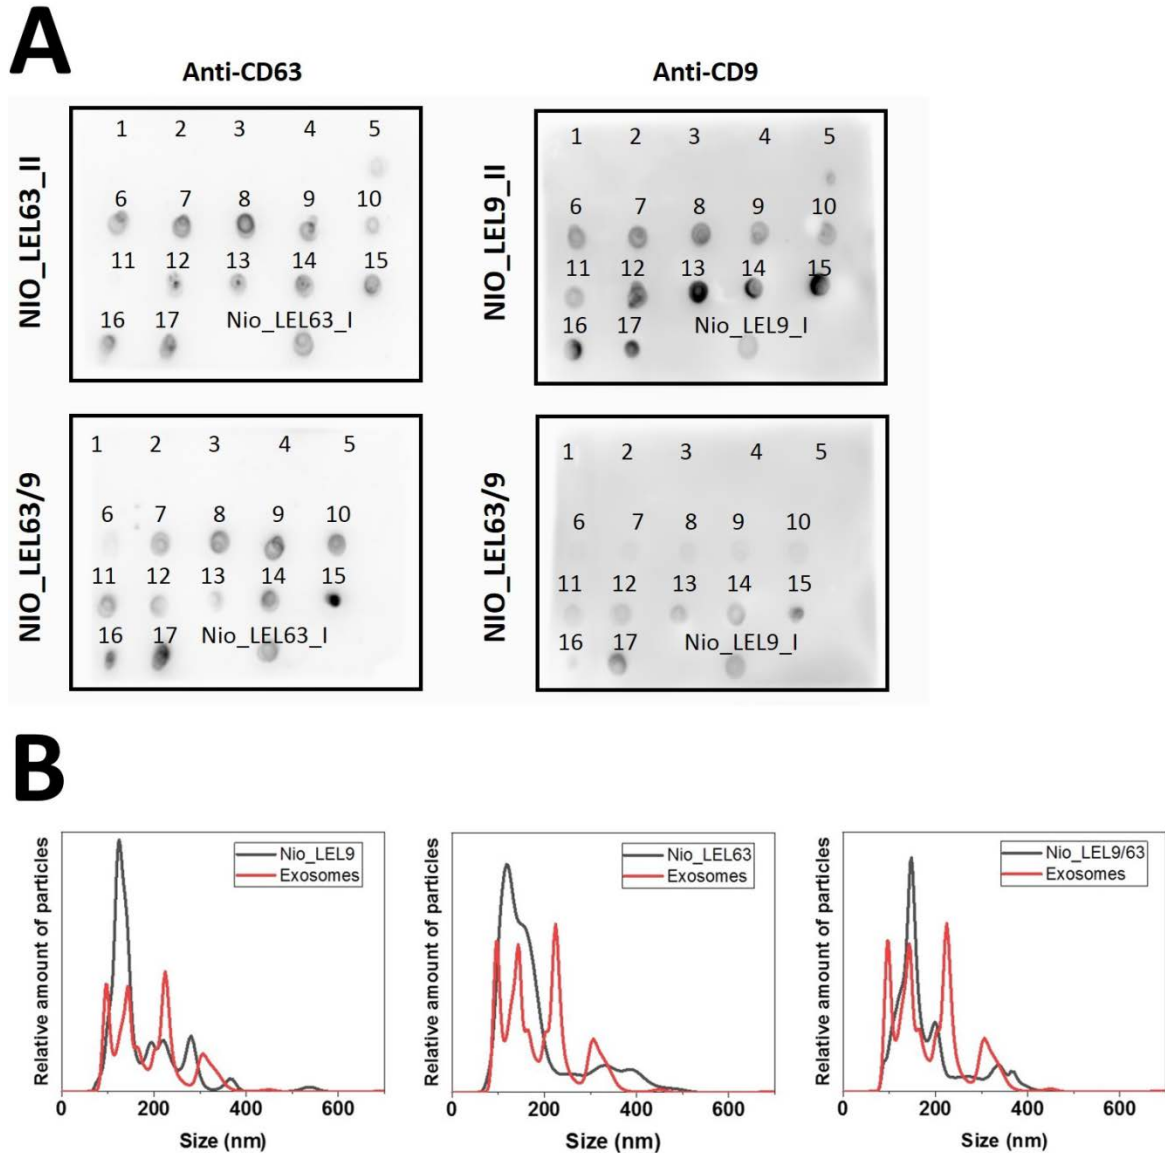 A
Anti-CD63
Anti-CD9
NIO_LEL63_II
1 2 3 4 5
6 7 8 9 10
11 12 13 14 15
16 17 Nio_LEL63_I
NIO_LEL9_II
1 2 3 4 5
6 7 8 9 10
11 12 13 14 15
16 17 Nio_LEL9_I
NIO_LEL63/9
1 2 3 4 5
6 7 8 9 10
11 12 13 14 15
16 17 Nio_LEL63_I
NIO_LEL63/9
1 2 3 4 5
6 7 8 9 10
11 12 13 14 15
16 17 Nio_LEL9_I
B
Relative amount of particles
Nio_LEL9
Exosomes
0 200 400 600
Size (nm)
Relative amount of particles
Nio_LEL63
Exosomes
0 200 400 600
Size (nm)
Relative amount of particles
Nio_LEL9/63
Exosomes
0 200 400 600
Size (nm)